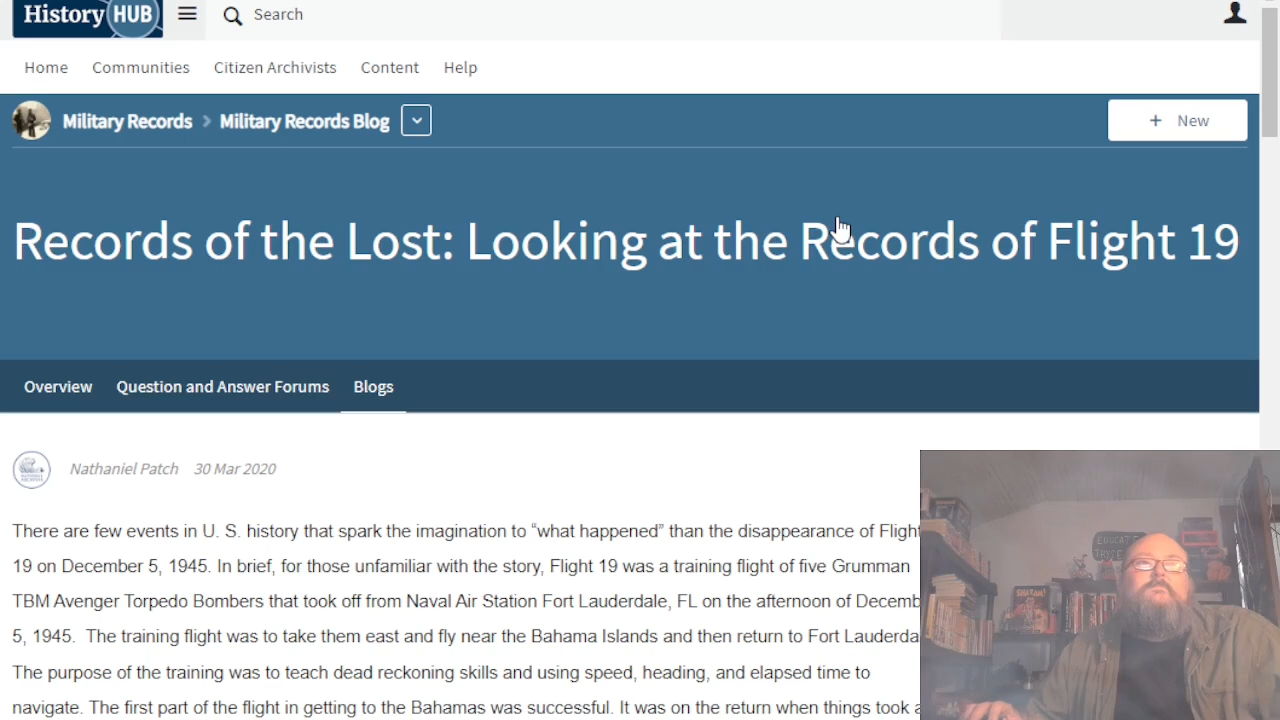 History HUB
Search
Home Communities Citizen Archivists Content Help
Military Records > Military Records Blog
+ New
Records of the Lost: Looking at the Records of Flight 19
Overview Question and Answer Forums Blogs
Nathaniel Patch 30 Mar 2020
There are few events in U. S. history that spark the imagination to “what happened” than the disappearance of Flight
19 on December 5, 1945. In brief, for those unfamiliar with the story, Flight 19 was a training flight of five Grumman
TBM Avenger Torpedo Bombers that took off from Naval Air Station Fort Lauderdale, FL on the afternoon of Decemb
5, 1945. The training flight was to take them east and fly near the Bahama Islands and then return to Fort Lauderda
The purpose of the training was to teach dead reckoning skills and using speed, heading, and elapsed time to
navigate. The first part of the flight in getting to the Bahamas was successful. It was on the return when things took a
SHAZAM!